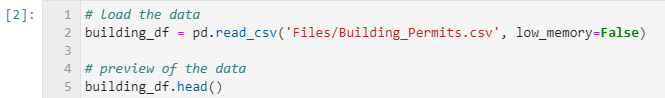 [2]:
1 # load the data
2 building_df = pd.read_csv('Files/Building_Permits.csv', low_memory=False)
3
4 # preview of the data
5 building_df.head()